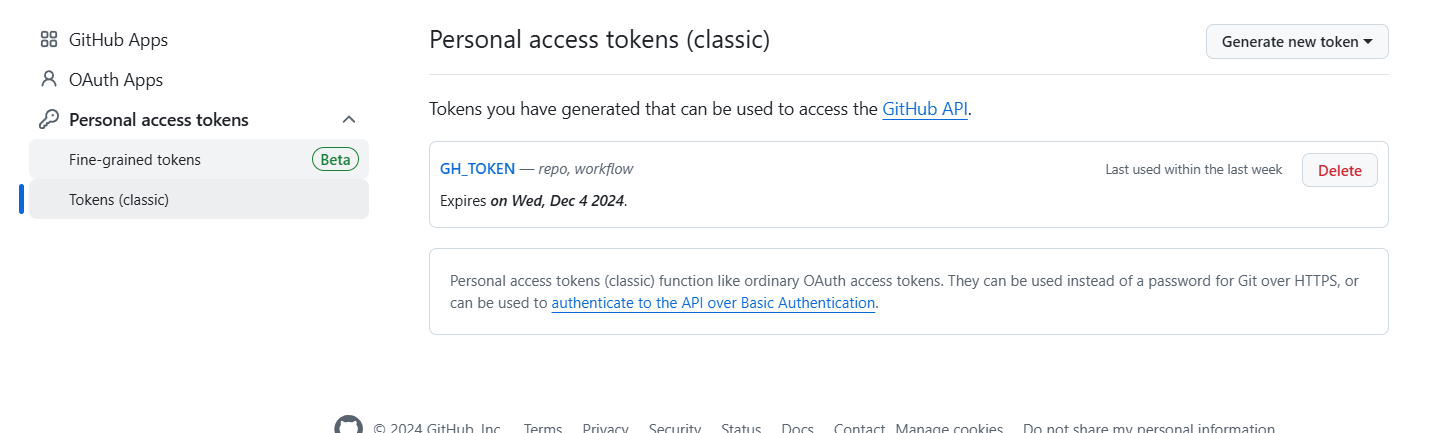 GitHub Apps
OAuth Apps
Personal access tokens
Fine-grained tokens Beta
Tokens (classic)
Personal access tokens (classic)
Generate new token
Tokens you have generated that can be used to access the GitHub API.
GH_TOKEN — repo, workflow
Last used within the last week
Delete
Expires on Wed, Dec 4 2024.
Personal access tokens (classic) function like ordinary OAuth access tokens. They can be used instead of a password for Git over HTTPS, or
can be used to authenticate to the API over Basic Authentication.
© 2024 GitHub, Inc. Terms Privacy Security Status Docs Contact Manage cookies Do not share my personal information